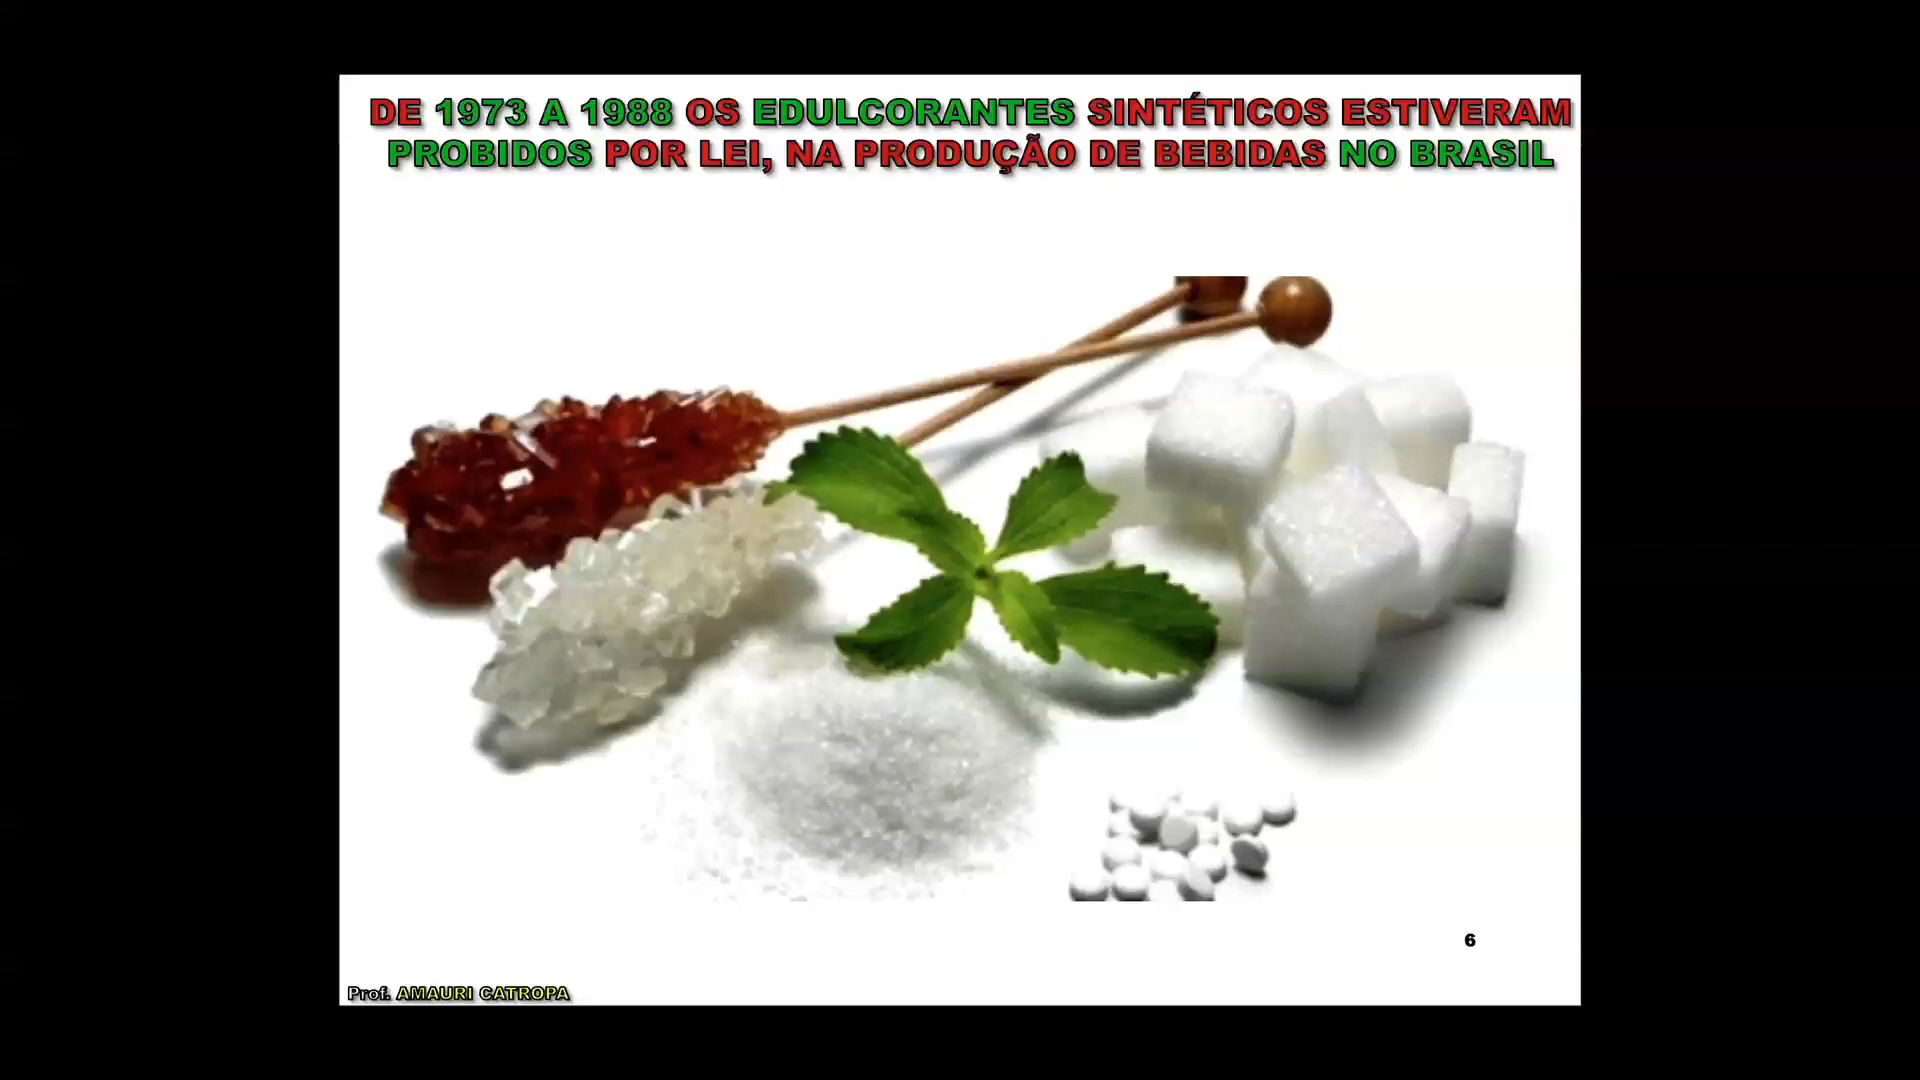 DE 1973 A 1988 OS EDULCORANTES SINTÉTICOS ESTIVERAM
PROBIDOS POR LEI, NA PRODUÇÃO DE BEBIDAS NO BRASIL
6
Prof. AMAURI CATROPA